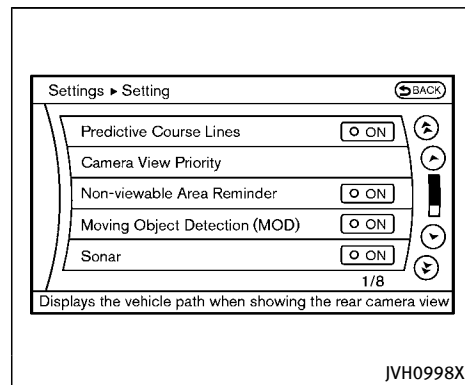 Settings ▸ Setting BACK
Predictive Course Lines ON
Camera View Priority
Non-viewable Area Reminder ON
Moving Object Detection (MOD) ON
Sonar ON
1/8
Displays the vehicle path when showing the rear camera view
JVH0998X